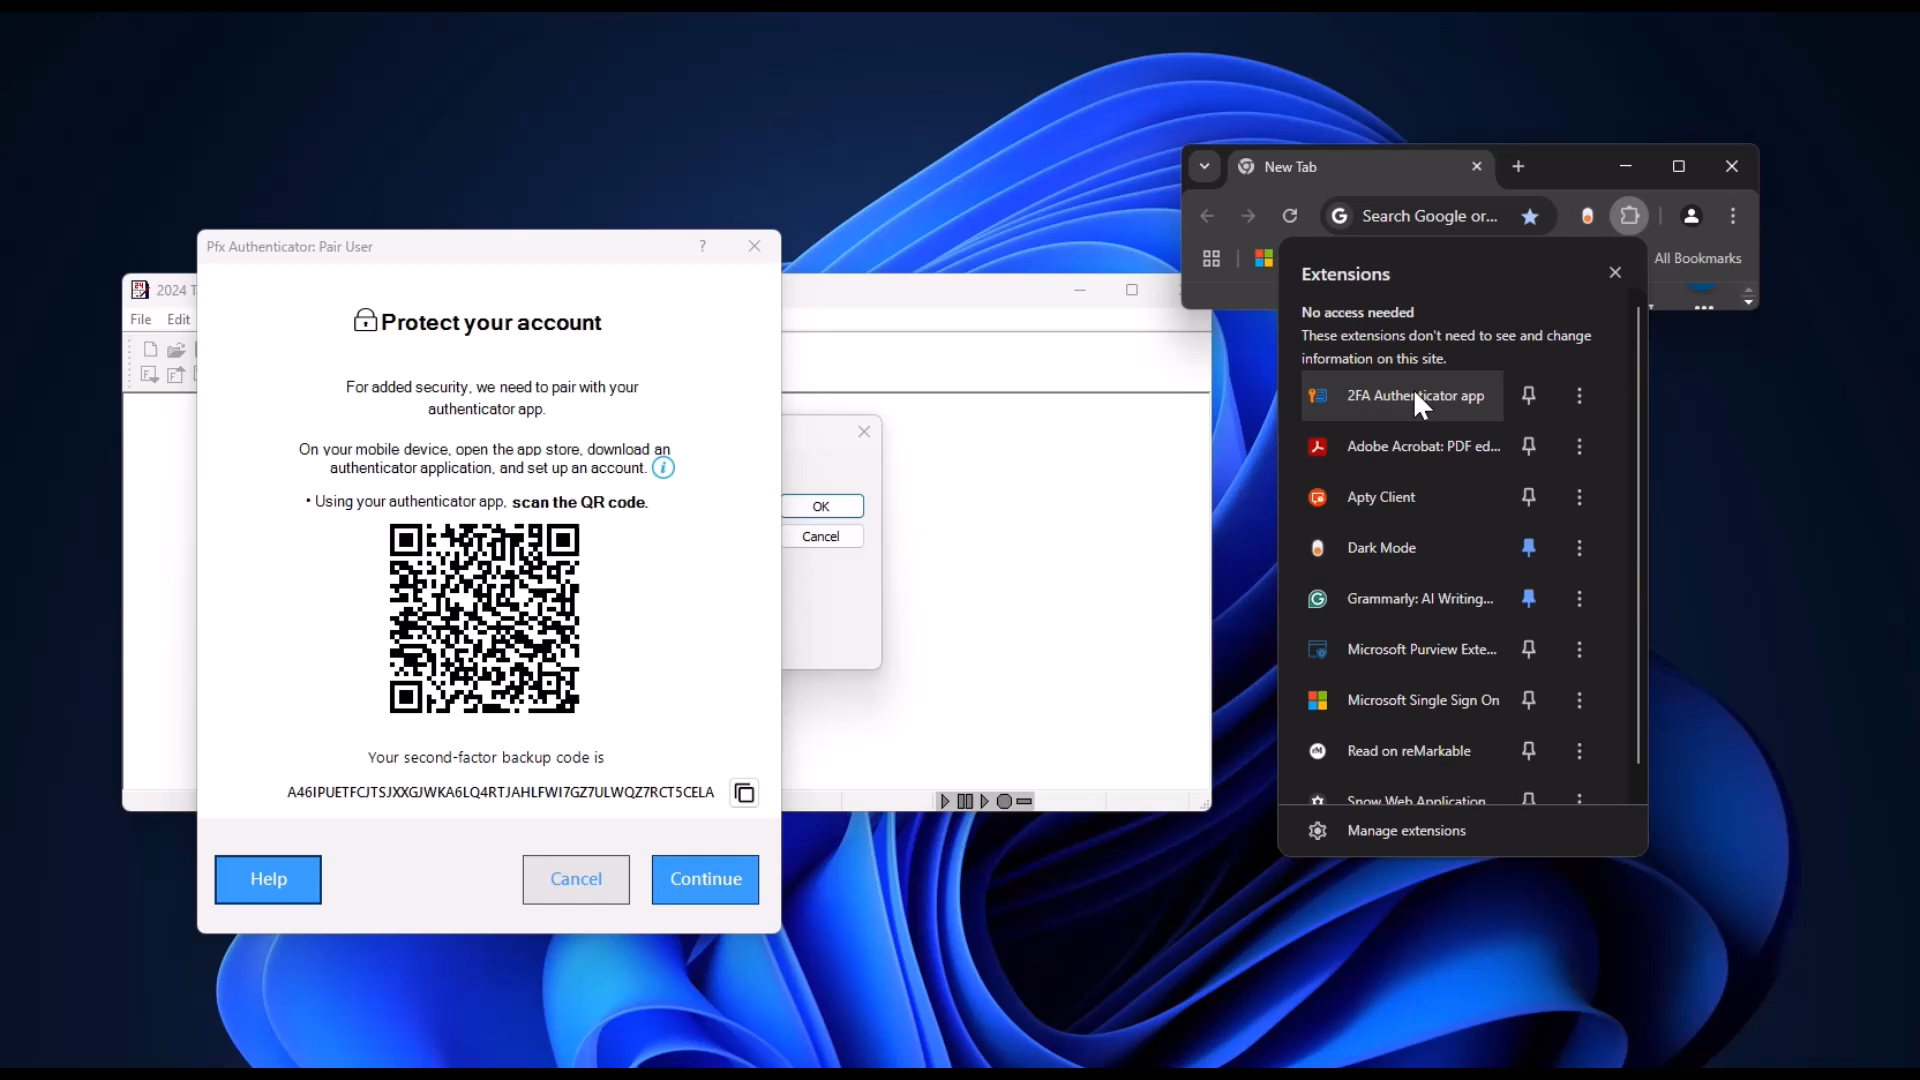 Pfx Authenticator: Pair User
?
Protect your account
For added security, we need to pair with your
authenticator app.
On your mobile device, open the app store, download an
authenticator application, and set up an account. i
• Using your authenticator app, scan the QR code.
Your second-factor backup code is
A46IPUETFCJTSJXXGJWKA6LQ4RTJAHLFWI7GZ7ULWQZ7RCT5CELA
Help
Cancel
Continue
2024
File Edit
OK
Cancel
New Tab
Search Google or...
All Bookmarks
Extensions
No access needed
These extensions don't need to see and change
information on this site.
2FA Authenticator app
Adobe Acrobat: PDF ed...
Apty Client
Dark Mode
Grammarly: AI Writing...
Microsoft Purview Exte...
Microsoft Single Sign On
Read on reMarkable
Snow Web Application
Manage extensions